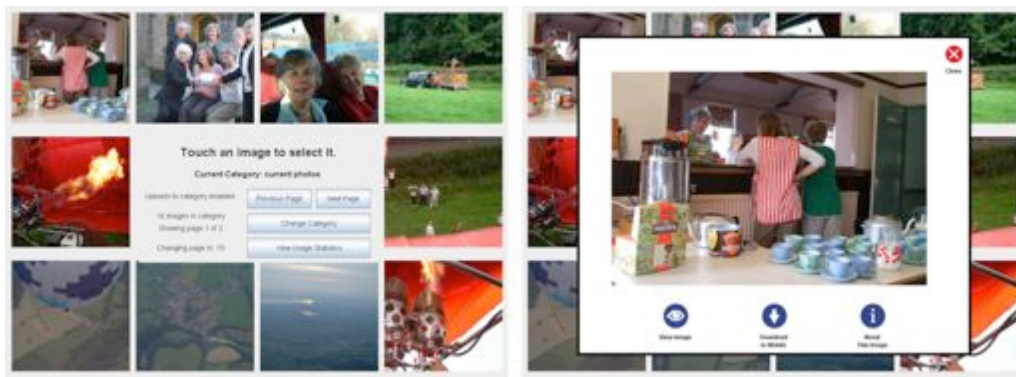 Touch an image to select it.
Current Category: current photos
Uploads to category enabled
Previous Page
Next Page
16 images in category
Showing page 1 of 2
Change Category
Changing page in: 15
View Usage Statistics
Close
View Image
Download
to Mobile
About
This Image